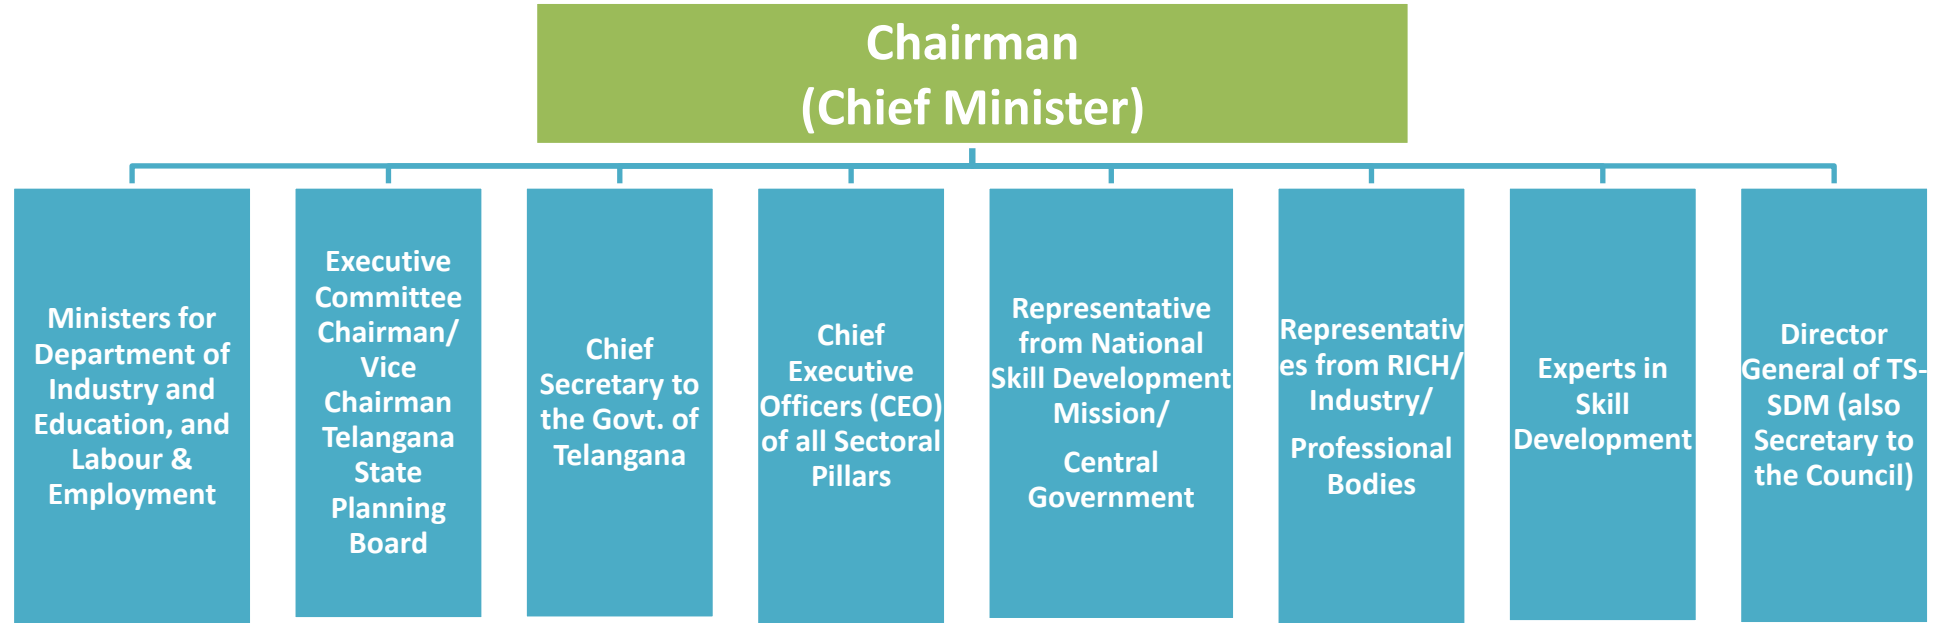 Chairman
(Chief Minister)
Ministers for
Department of
Industry and
Education, and
Labour &
Employment
Executive
Committee
Chairman/
Vice
Chairman
Telangana
State
Planning
Board
Chief
Secretary to
the Govt. of
Telangana
Chief
Executive
Officers (CEO)
of all Sectoral
Pillars
Representative
from National
Skill Development
Mission/
Central
Government
Representativ
es from RICH/
Industry/
Professional
Bodies
Experts in
Skill
Development
Director
General of TS-
SDM (also
Secretary to
the Council)